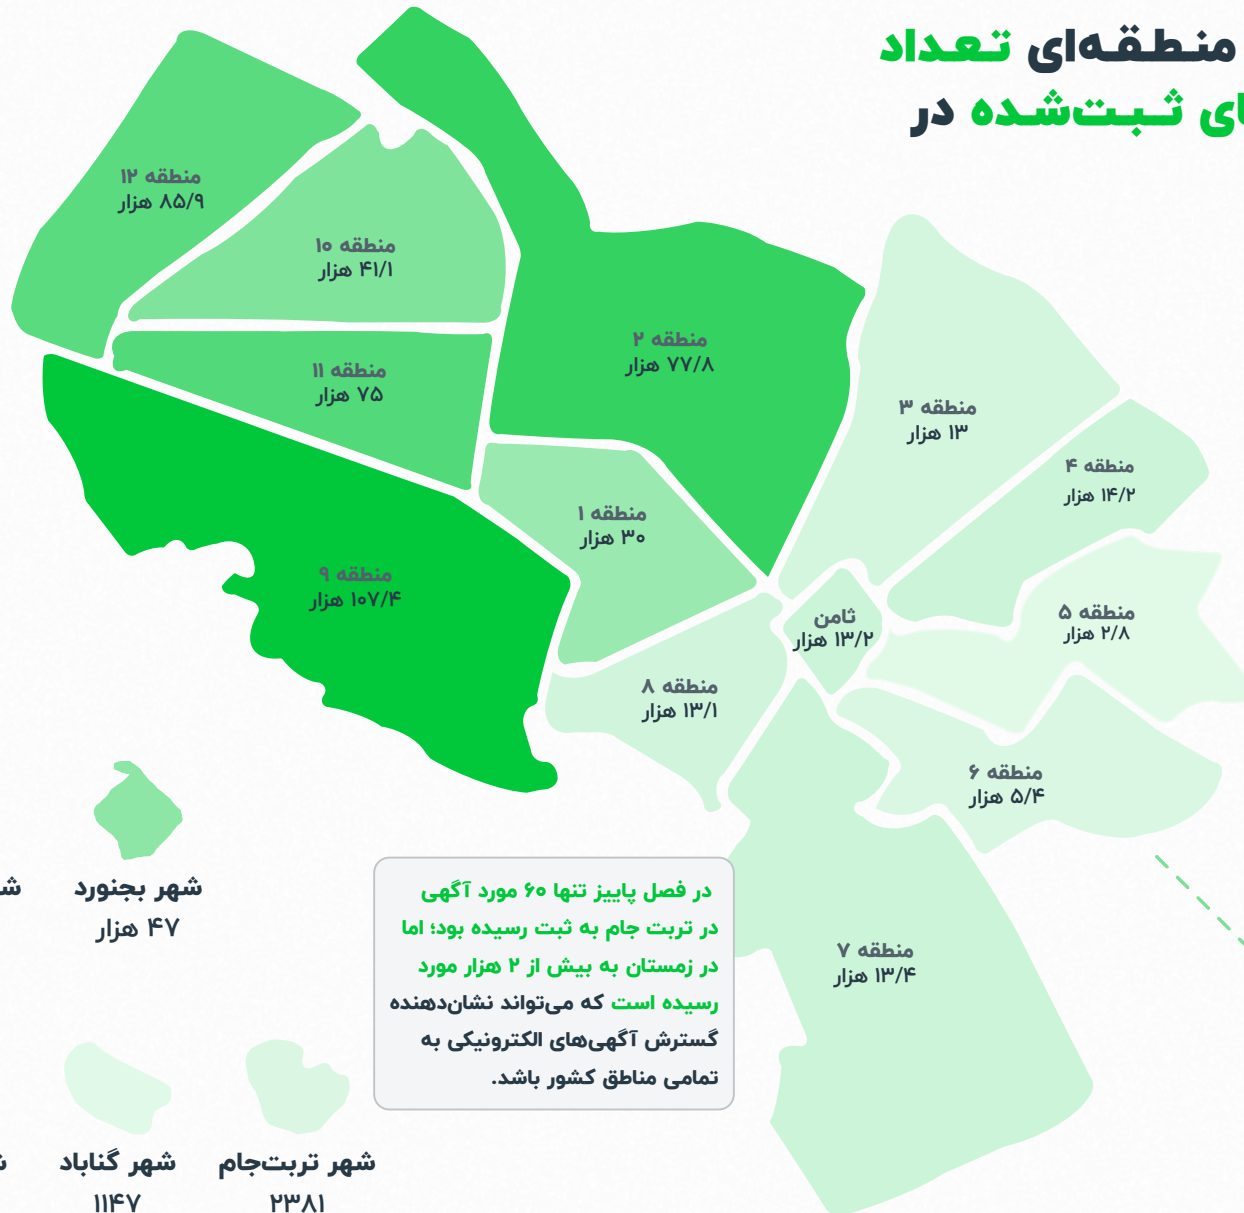 منطقه‌ای تعداد
ای ثبت‌شده در
منطقه ۱۲
۸۵/۹ هزار
منطقه ۱۰
۴۱/۱ هزار
منطقه ۱۱
۷۵ هزار
منطقه ۲
۷۷/۸ هزار
منطقه ۳
۱۳ هزار
منطقه ۴
۱۴/۲ هزار
منطقه ۱
۳۰ هزار
منطقه ۹
۱۰۷/۴ هزار
ثامن
۱۳/۲ هزار
منطقه ۵
۲/۸ هزار
منطقه ۸
۱۳/۱ هزار
منطقه ۶
۵/۴ هزار
منطقه ۷
۱۳/۴ هزار
در فصل پاییز تنها ۶۰ مورد آگهی
در تربت جام به ثبت رسیده بود؛ اما
در زمستان به بیش از ۲ هزار مورد
رسیده است که می‌تواند نشان‌دهنده
گسترش آگهی‌های الکترونیکی به
تمامی مناطق کشور باشد.
شهر بجنورد
۴۷ هزار
شهر تربت‌جام
۲۳۸۱
شهر گناباد
۱۱۴۷